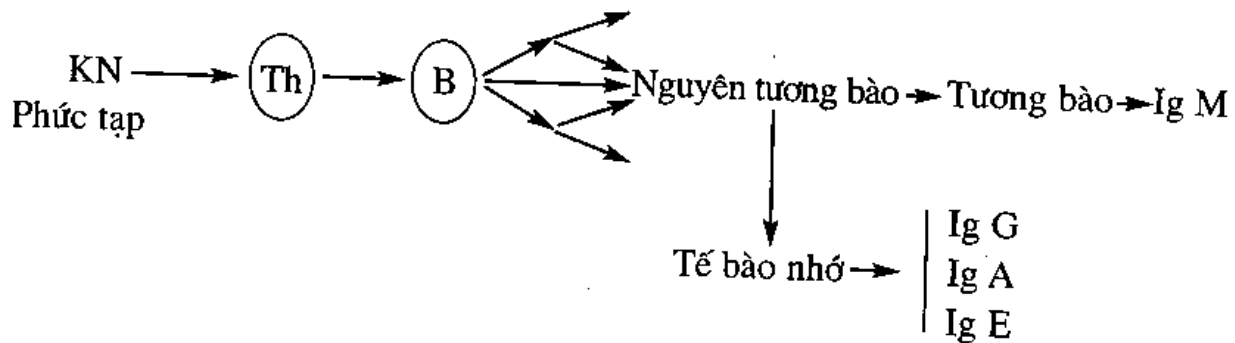 KN
Phức tạp
Th
B
Nguyên tương bào
Tương bào
Ig M
Tế bào nhớ
Ig G
Ig A
Ig E